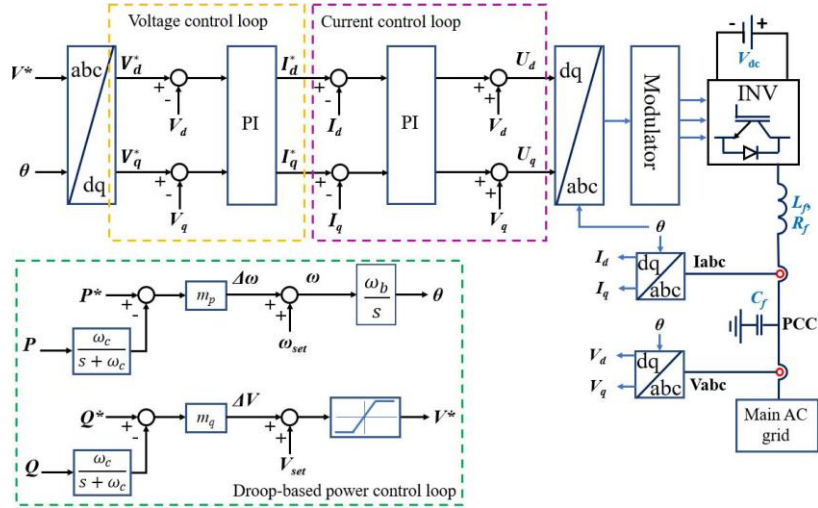 Voltage control loop
Current control loop
V*
θ
abc
dq
V*d
V*q
+
-
Vd
+
-
Vq
PI
I*d
I*q
+
-
Id
+
-
Iq
PI
+
+
Vd
+
+
Vq
Ud
Uq
dq
abc
Modulator
-
+
Vdc
INV
Lf,
Rf
θ
Id
Iq
dq
abc
Iabc
Cf
PCC
θ
Vd
Vq
dq
abc
Vabc
Main AC
grid
P*
+
-
mp
Δω
+
+
ω
ωset
ωb
s
θ
P
ωc
s + ωc
Q*
+
-
mq
ΔV
+
+
Vset
V*
Q
ωc
s + ωc
Droop-based power control loop